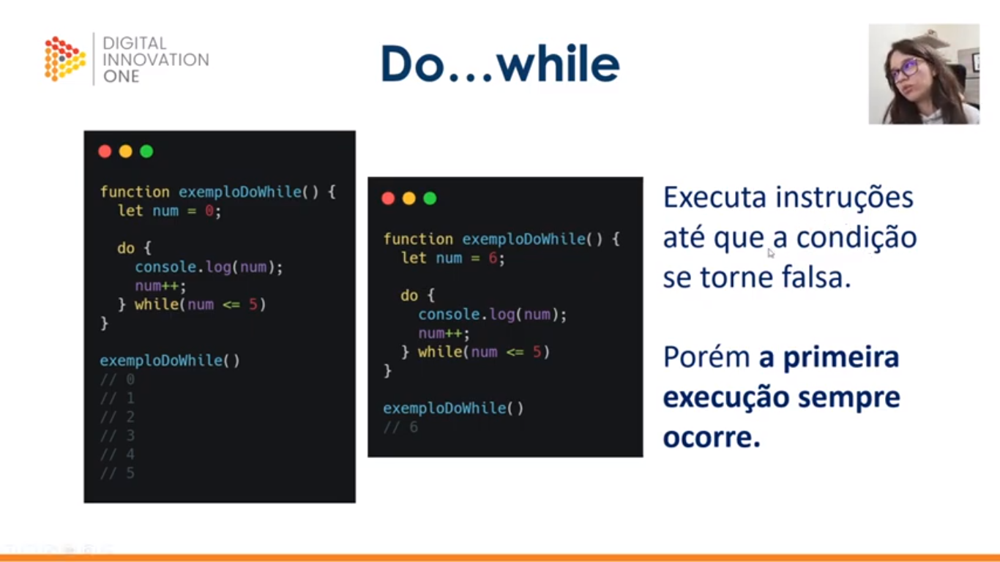 DIGITAL
INNOVATION
ONE
Do...while
function exemploDoWhile() {
  let num = 0;

  do {
    console.log(num);
    num++;
  } while(num <= 5)
}

exemploDoWhile()
// 0
// 1
// 2
// 3
// 4
// 5
function exemploDoWhile() {
  let num = 6;

  do {
    console.log(num);
    num++;
  } while(num <= 5)
}

exemploDoWhile()
// 6
Executa instruções
até que a condição
se torne falsa.
Porém a primeira
execução sempre
ocorre.